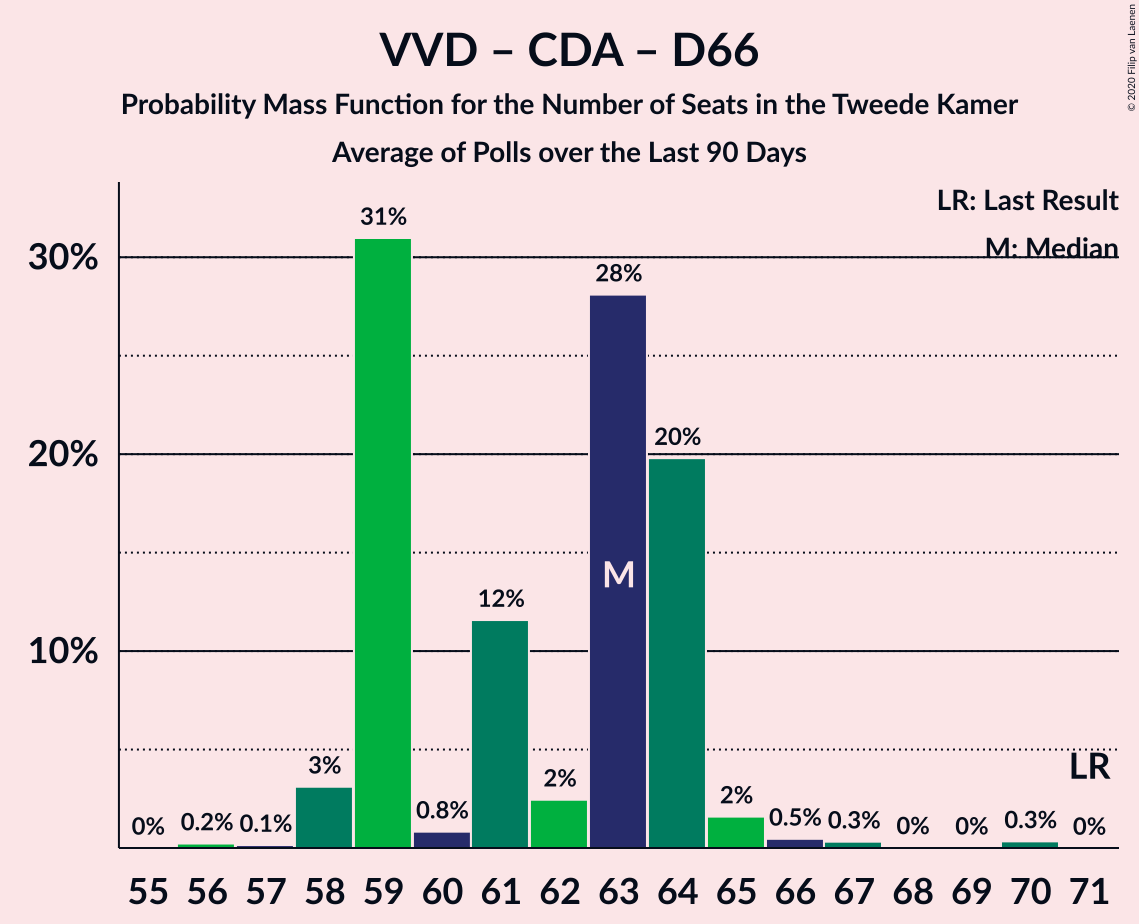 VVD – CDA – D66
Probability Mass Function for the Number of Seats in the Tweede Kamer
Average of Polls over the Last 90 Days
© 2020 Filip van Laenen
LR: Last Result
M: Median
30%
20%
10%
0% 0.2% 0.1% 3% 31% 0.8% 12% 2% 28% 20% 2% 0.5% 0.3% 0% 0% 0.3% 0%
M
LR
55 56 57 58 59 60 61 62 63 64 65 66 67 68 69 70 71